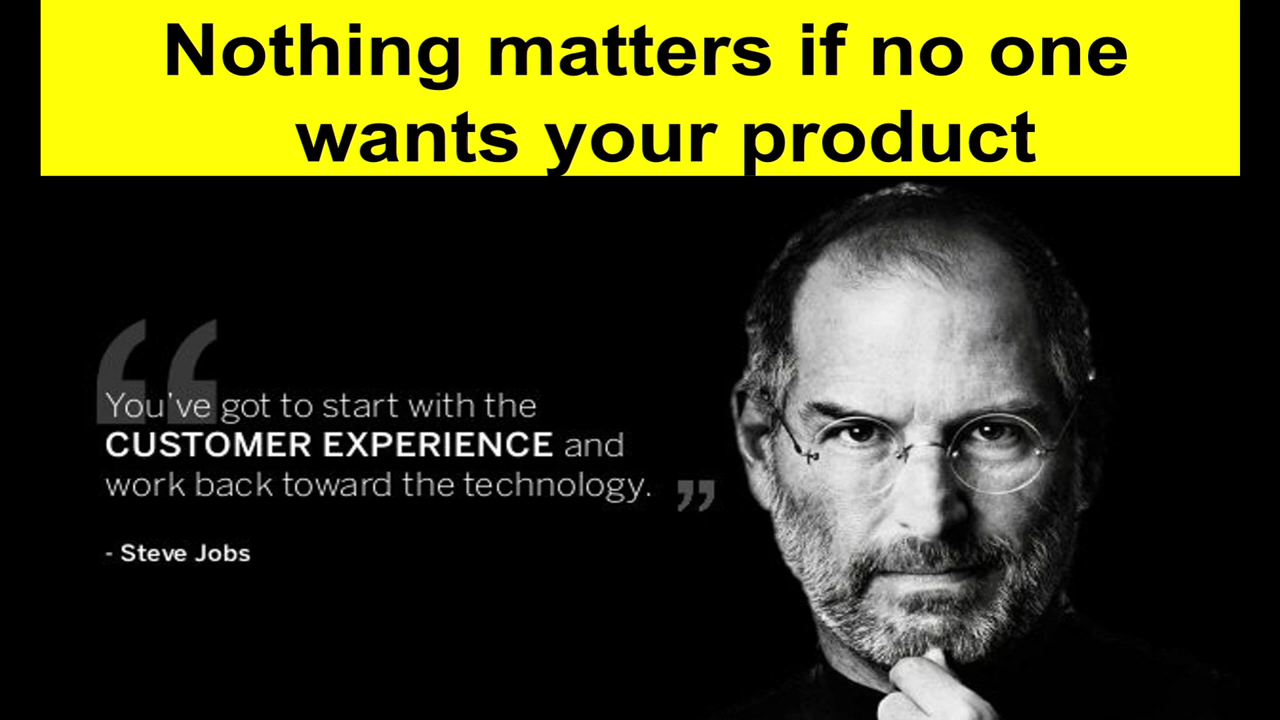 Nothing matters if no one
wants your product
“
You've got to start with the
CUSTOMER EXPERIENCE and
work back toward the technology. ”
- Steve Jobs